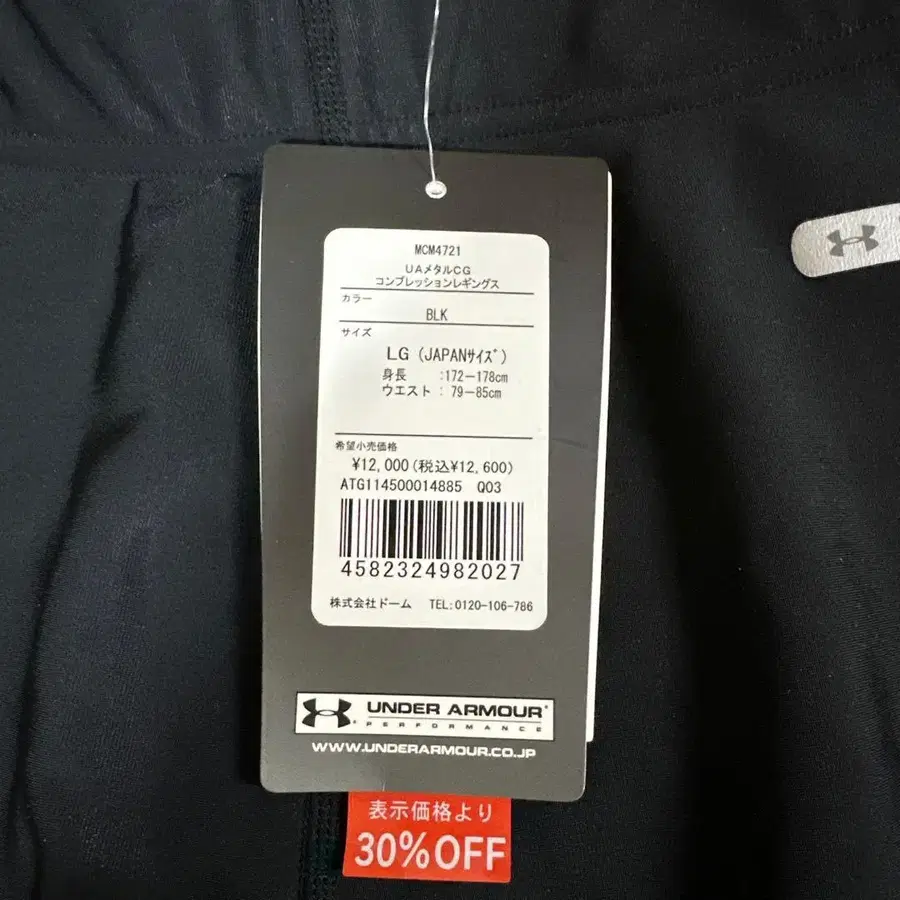 MCM4721
UAメタルCG
コンプレッションレギングス
カラー
BLK
サイズ
LG (JAPANサイズ)
身長 :172-178cm
ウエスト : 79-85cm
希望小売価格
¥12,000(税込¥12,600)
ATG114500014885 Q03
4582324982027
株式会社ドーム TEL:0120-106-786
UNDER ARMOUR
PERFORMANCE
WWW.UNDERARMOUR.CO.JP
表示価格より
30%OFF